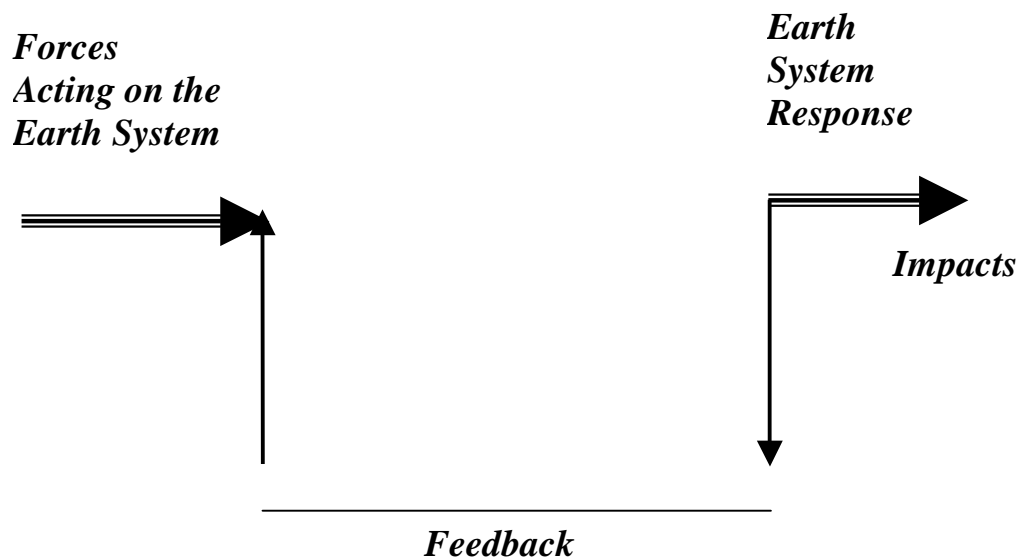 Forces
Acting on the
Earth System
Earth
System
Response
Impacts
Feedback